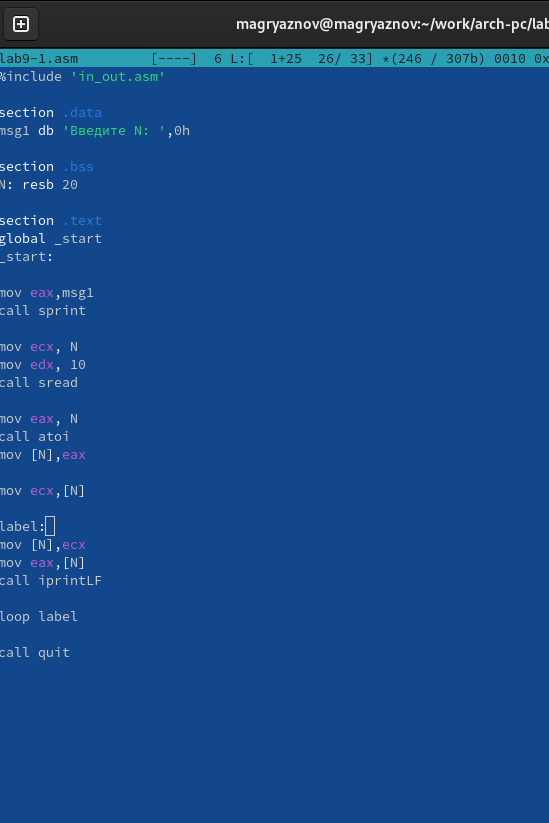 magryaznov@magryaznov:~/work/arch-pc/lab
lab9-1.asm [----] 6 L:[ 1+25 26/ 33] *(246 / 307b) 0010 0x
%include 'in_out.asm'
section .data
msg1 db 'Введите N: ',0h
section .bss
N: resb 20
section .text
global _start
_start:
mov eax,msg1
call sprint
mov ecx, N
mov edx, 10
call sread
mov eax, N
call atoi
mov [N],eax
mov ecx,[N]
label:
mov [N],ecx
mov eax,[N]
call iprintLF
loop label
call quit